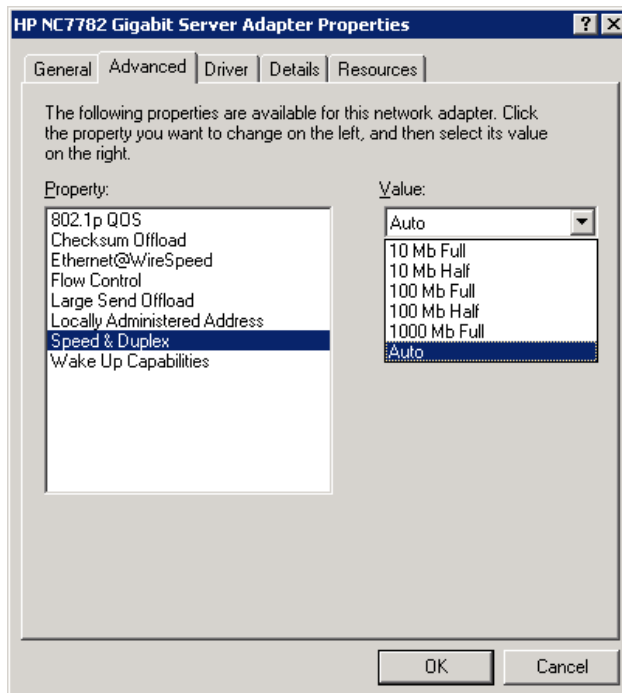 HP NC7782 Gigabit Server Adapter Properties
General Advanced Driver Details Resources
The following properties are available for this network adapter. Click
the property you want to change on the left, and then select its value
on the right.
Property:
802.1p QOS
Checksum Offload
Ethernet@WireSpeed
Flow Control
Large Send Offload
Locally Administered Address
Speed & Duplex
Wake Up Capabilities
Value:
Auto
10 Mb Full
10 Mb Half
100 Mb Full
100 Mb Half
1000 Mb Full
Auto
OK Cancel